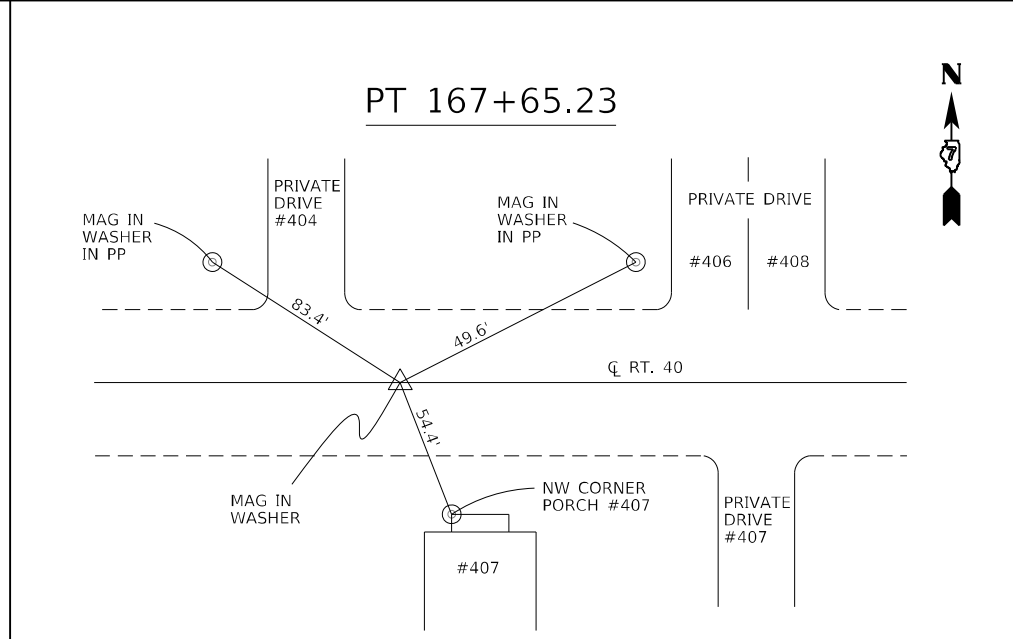 PT 167+65.23
N
7
PRIVATE
DRIVE
#404
MAG IN
WASHER
IN PP
MAG IN
WASHER
IN PP
PRIVATE DRIVE
#406
#408
83.4'
49.6'
℄ RT. 40
54.4'
MAG IN
WASHER
NW CORNER
PORCH #407
PRIVATE
DRIVE
#407
#407